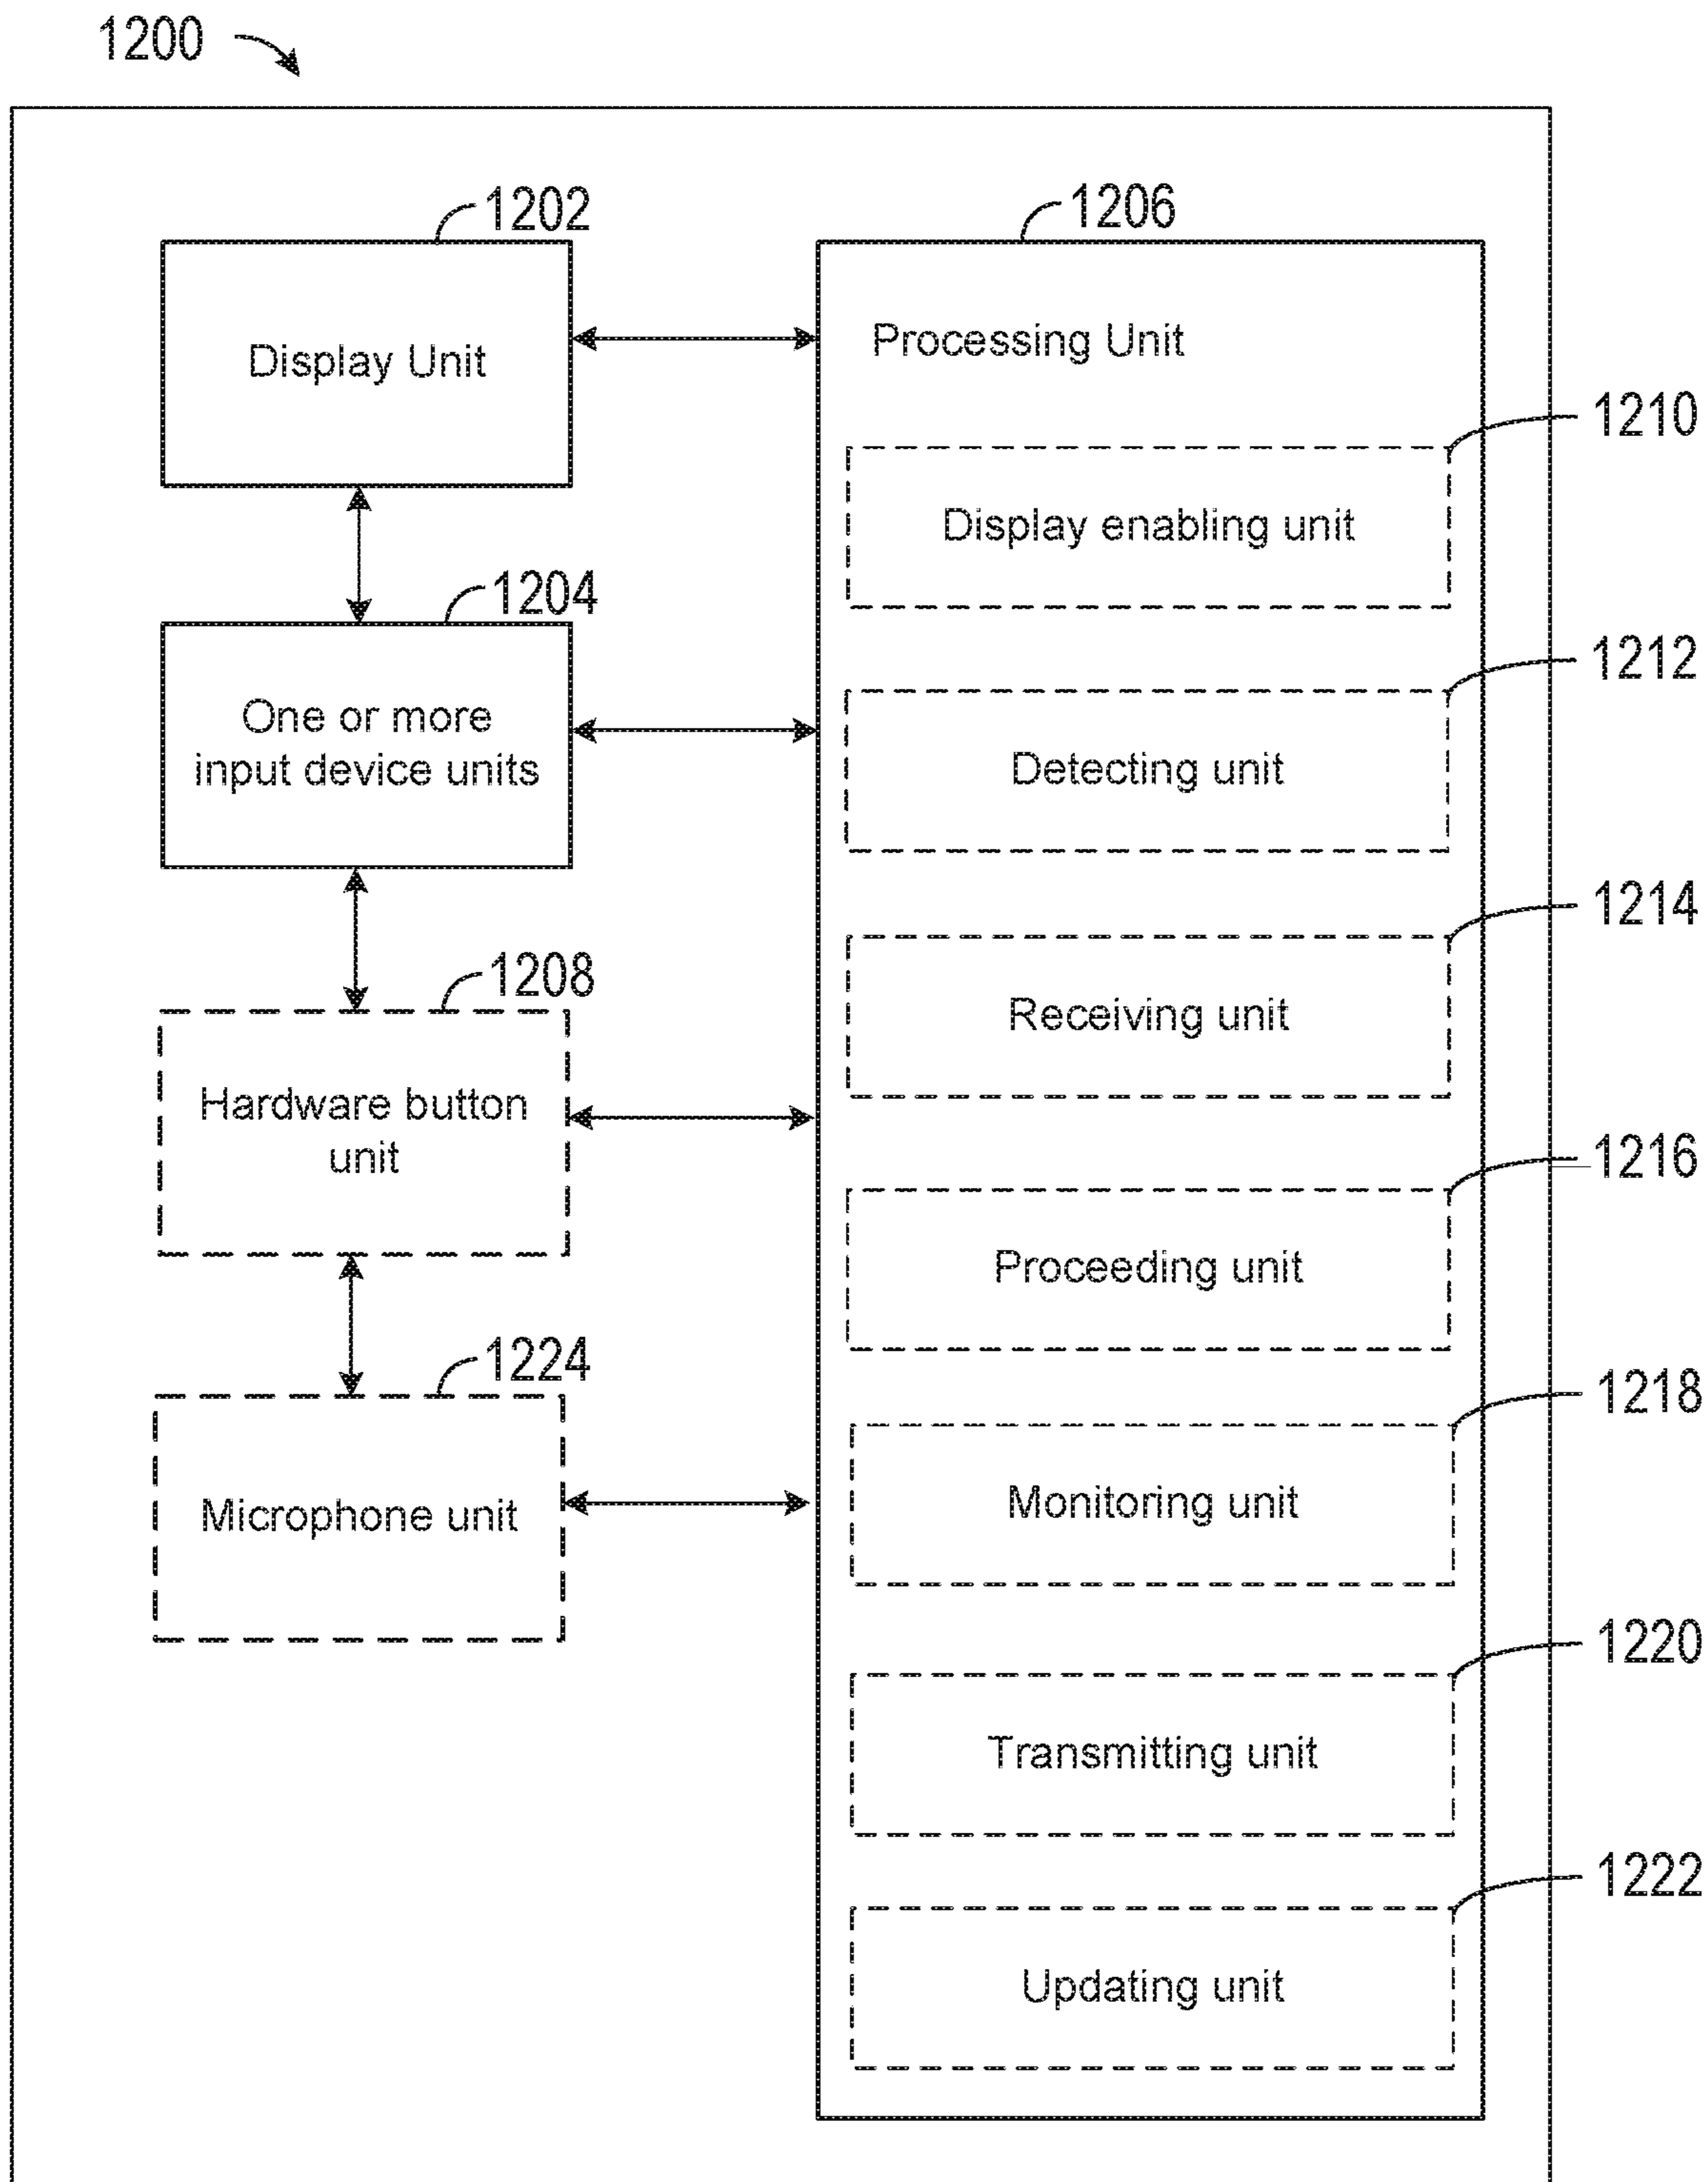 1200
1202
1206
Display Unit
Processing Unit
1210
Display enabling unit
1204
One or more
input device units
1212
Detecting unit
1214
Receiving unit
1208
Hardware button
unit
1216
Proceeding unit
1224
Microphone unit
1218
Monitoring unit
1220
Transmitting unit
1222
Updating unit